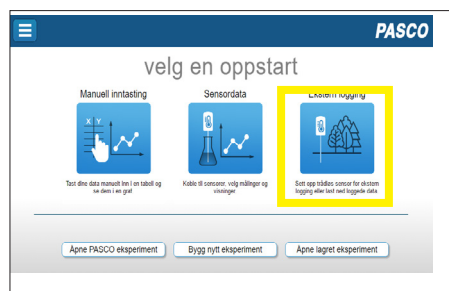 PASCO
velg en oppstart
Manuell inntasting
Sensordata
Ekstern logging
X Y
Tast dine data manuelt inn i en tabell og
se dem i en graf
Koble til sensorer, velg målinger og
visninger
Sett opp trådløs sensor for ekstern
logging eller last ned loggede data
Åpne PASCO eksperiment
Bygg nytt eksperiment
Åpne lagret eksperiment